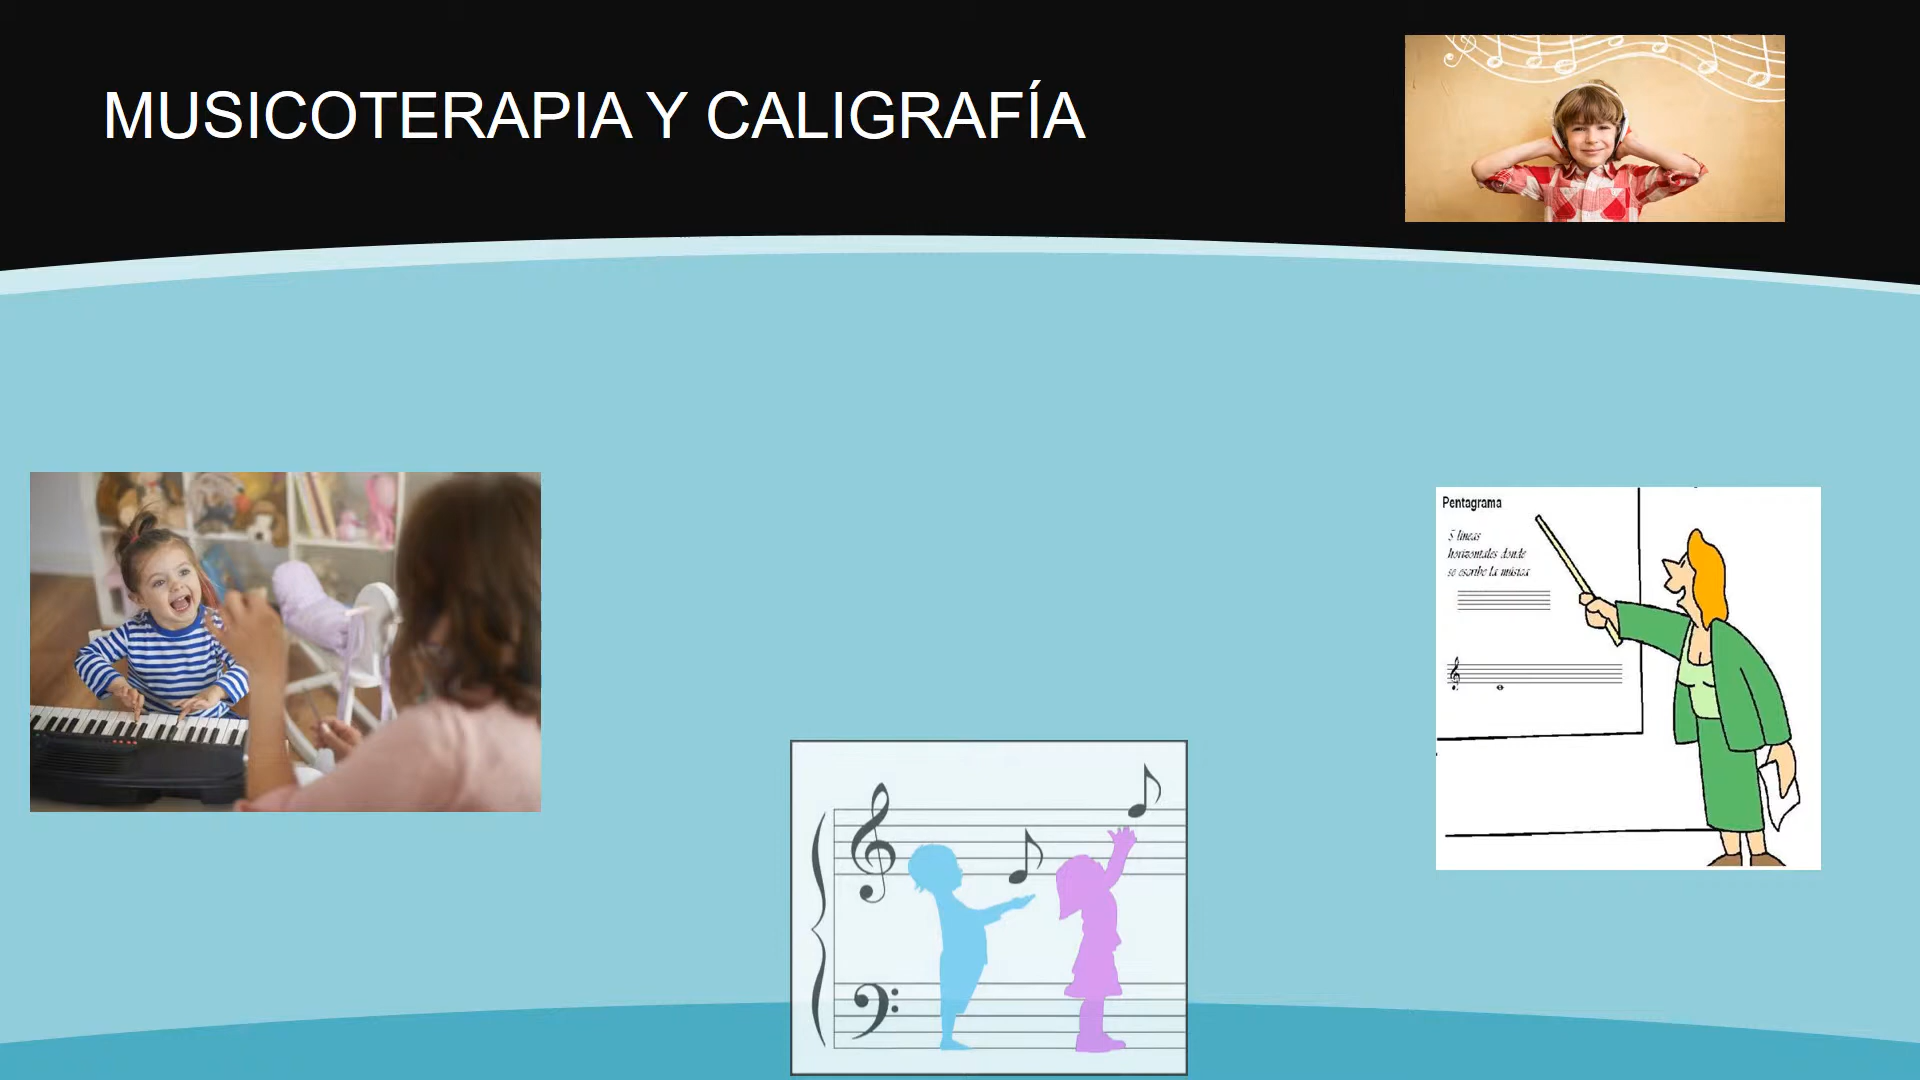 MUSICOTERAPIA Y CALIGRAFÍA
Pentagrama
5 líneas
horizontales donde
se escribe la música